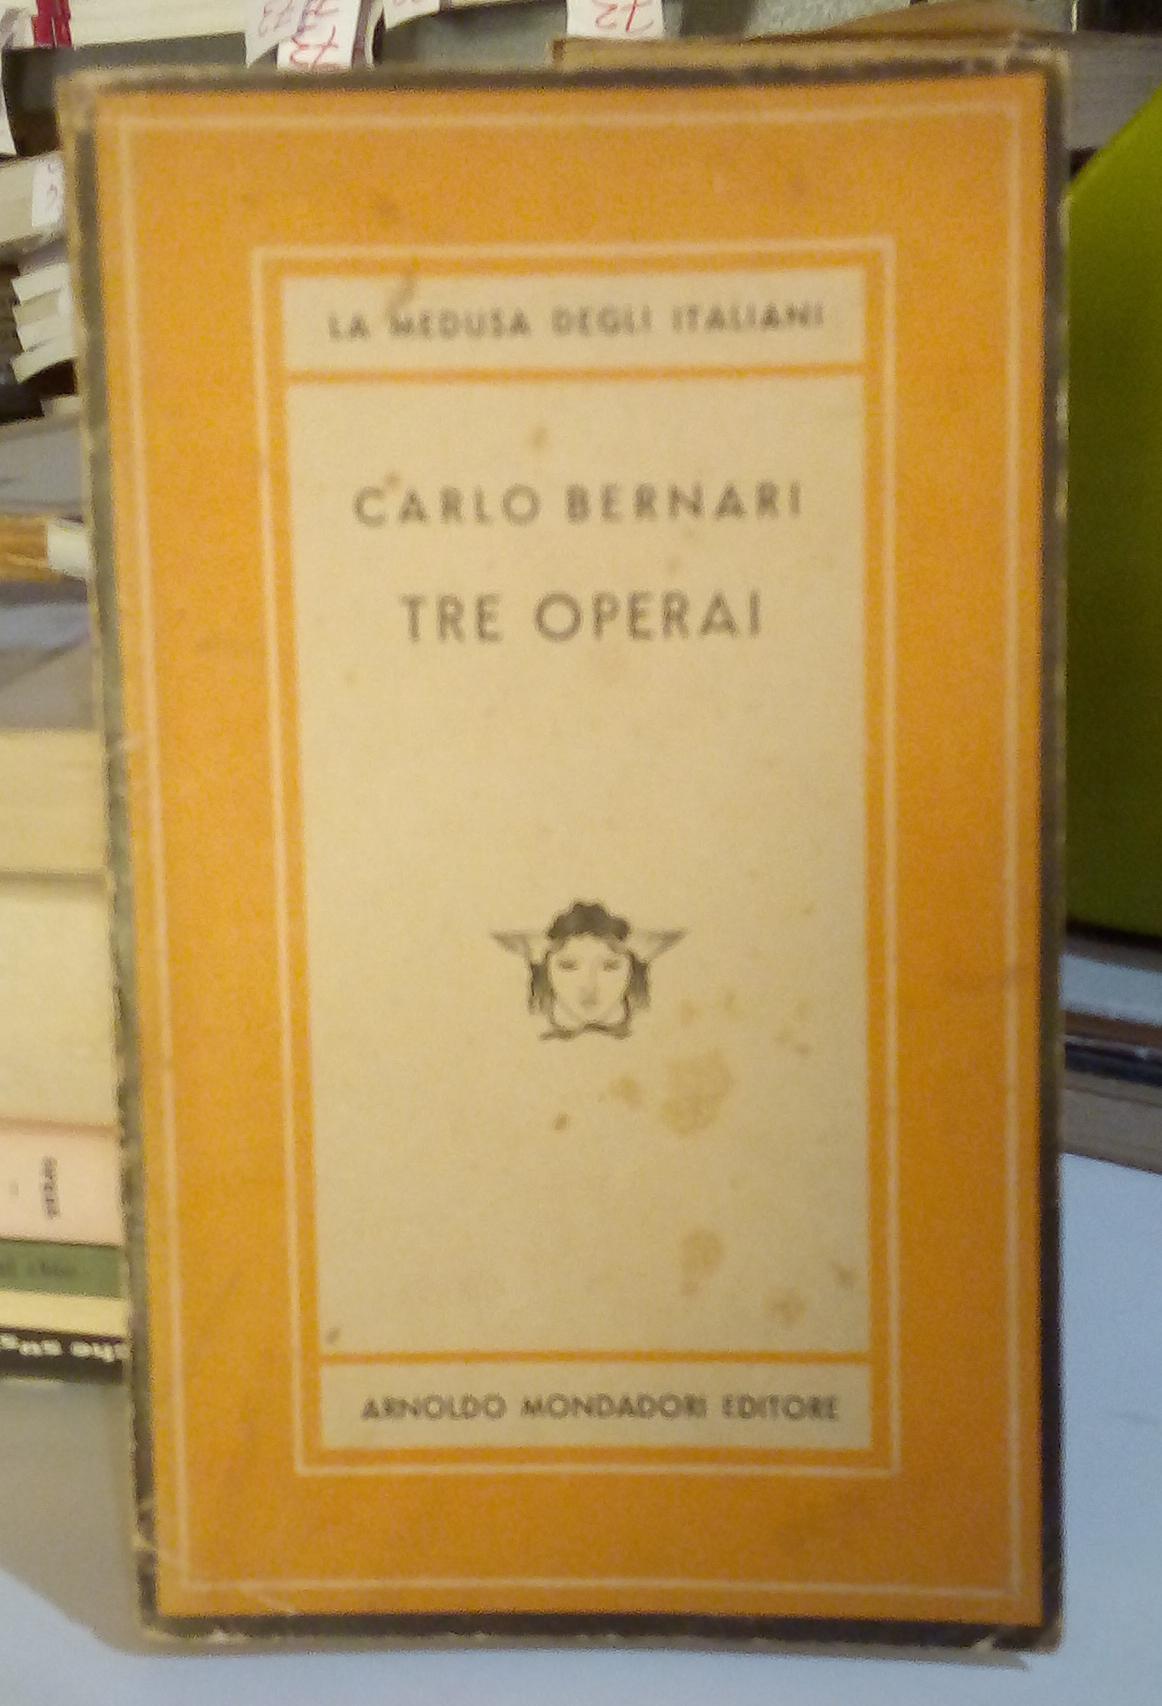 LA MEDUSA DEGLI ITALIANI
CARLO BERNARI
TRE OPERAI
ARNOLDO MONDADORI EDITORE